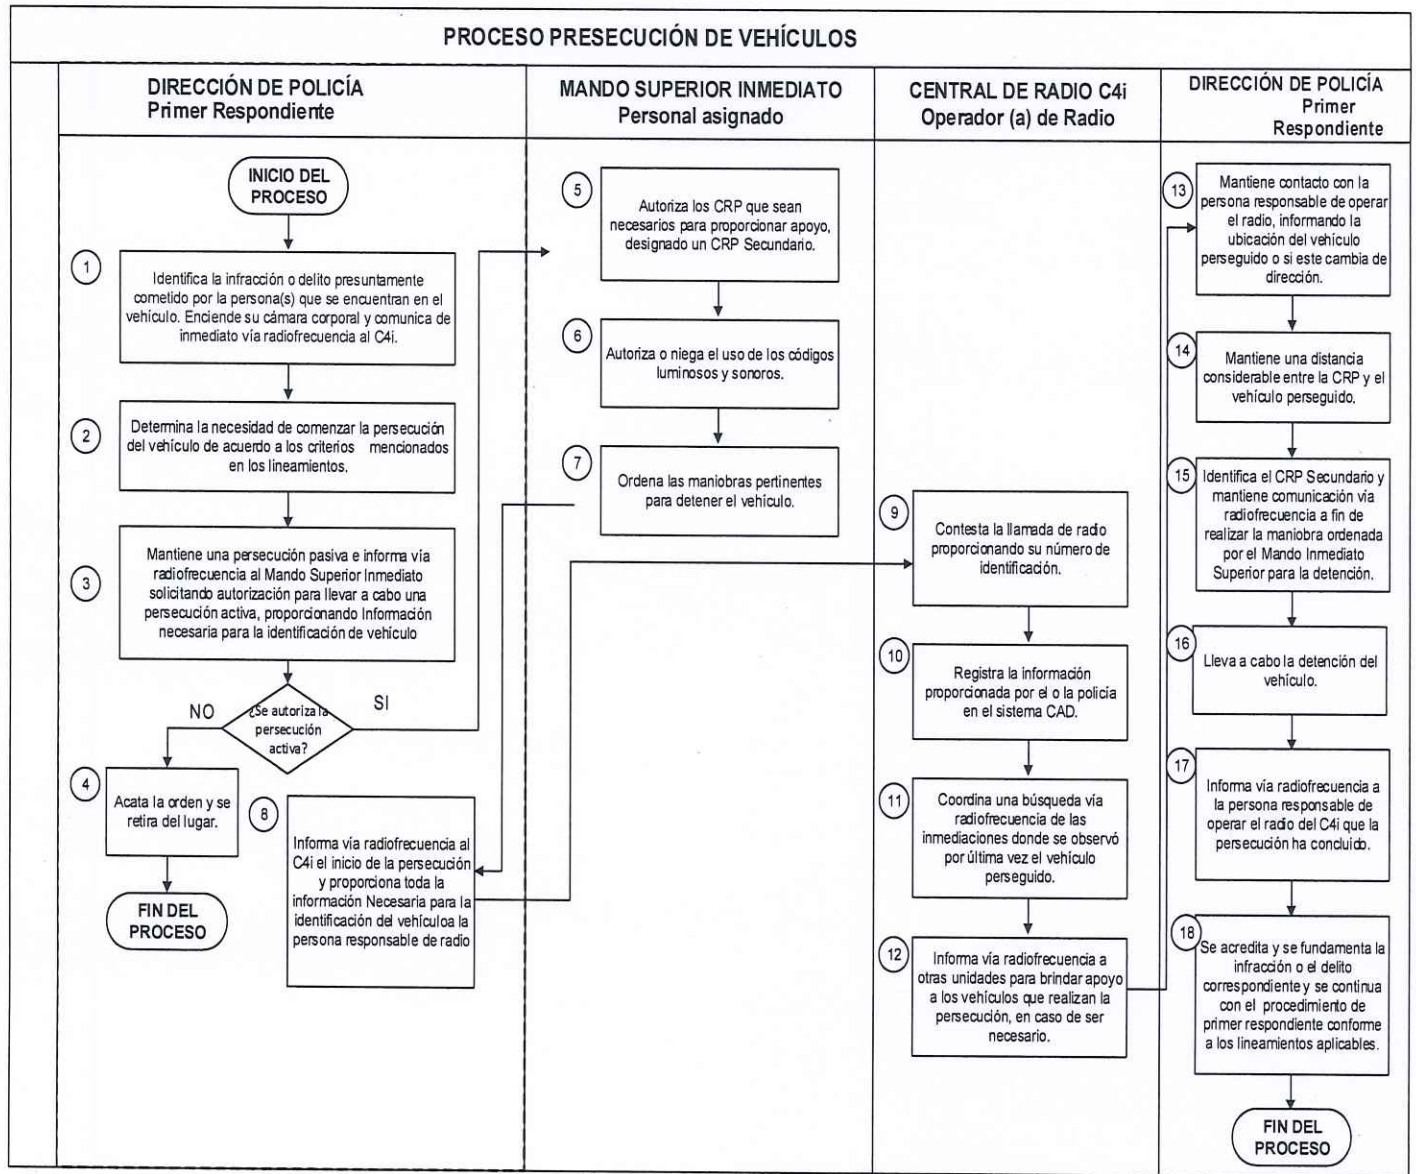 PROCESO PRESECUCIÓN DE VEHÍCULOS
DIRECCIÓN DE POLICÍA
Primer Respondiente
INICIO DEL
PROCESO
1
Identifica la infracción o delito presuntamente
cometido por la persona(s) que se encuentran en el
vehículo. Enciende su cámara corporal y comunica de
inmediato vía radiofrecuencia al C4i.
2
Determina la necesidad de comenzar la persecución
del vehículo de acuerdo a los criterios mencionados
en los lineamientos.
3
Mantiene una persecución pasiva e informa vía
radiofrecuencia al Mando Superior Inmediato
solicitando autorización para llevar a cabo una
persecución activa, proporcionando Información
necesaria para la identificación de vehículo
¿Se autoriza la
persecución
activa?
NO
SI
4
Acata la orden y se
retira del lugar.
FIN DEL
PROCESO
MANDO SUPERIOR INMEDIATO
Personal asignado
5
Autoriza los CRP que sean
necesarios para proporcionar apoyo,
designado un CRP Secundario.
6
Autoriza o niega el uso de los códigos
luminosos y sonoros.
7
Ordena las maniobras pertinentes
para detener el vehículo.
8
Informa vía radiofrecuencia al
C4i el inicio de la persecución
y proporciona toda la
información Necesaria para la
identificación del vehículoa la
persona responsable de radio
CENTRAL DE RADIO C4i
Operador (a) de Radio
9
Contesta la llamada de radio
proporcionando su número de
identificación.
10
Registra la información
proporcionada por el o la policía
en el sistema CAD.
11
Coordina una búsqueda vía
radiofrecuencia de las
inmediaciones donde se observó
por última vez el vehículo
perseguido.
12
Informa vía radiofrecuencia a
otras unidades para brindar apoyo
a los vehículos que realizan la
persecución, en caso de ser
necesario.
DIRECCIÓN DE POLICÍA
Primer
Respondiente
13
Mantiene contacto con la
persona responsable de operar
el radio, informando la
ubicación del vehículo
perseguido o si este cambia de
dirección.
14
Mantiene una distancia
considerable entre la CRP y el
vehículo perseguido.
15
Identifica el CRP Secundario y
mantiene comunicación vía
radiofrecuencia a fin de
realizar la maniobra ordenada
por el Mando Inmediato
Superior para la detención.
16
Lleva a cabo la detención del
vehículo.
17
Informa vía radiofrecuencia a
la persona responsable de
operar el radio del C4i que la
persecución ha concluido.
18
Se acredita y se fundamenta la
infracción o el delito
correspondiente y se continua
con el procedimiento de
primer respondiente conforme
a los lineamientos aplicables.
FIN DEL
PROCESO